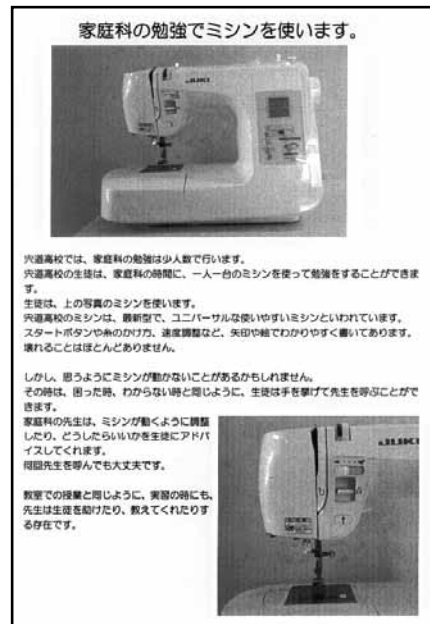 家庭科の勉強でミシンを使います。
JUKI
宍道高校では、家庭科の勉強は少人数で行います。
宍道高校の生徒は、家庭科の時間に、一人一台のミシンを使って勉強をすることができま
す。
生徒は、上の写真のミシンを使います。
宍道高校のミシンは、最新型で、ユニバーサルな使いやすいミシンといわれています。
スタートボタンや糸のかけ方、速度調整など、矢印や絵でわかりやすく書いてあります。
壊れることはほとんどありません。
しかし、思うようにミシンが動かないことがあるかもしれません。
その時は、困った時、わからない時と同じように、生徒は手を挙げて先生を呼ぶことがで
きます。
家庭科の先生は、ミシンが動くように調整
したり、どうしたらいいかを生徒にアドバ
イスしてくれます。
何回先生を呼んでも大丈夫です。
教室での授業と同じように、実習の時にも、
先生は生徒を助けたり、教えてくれたりす
る存在です。
JUKI